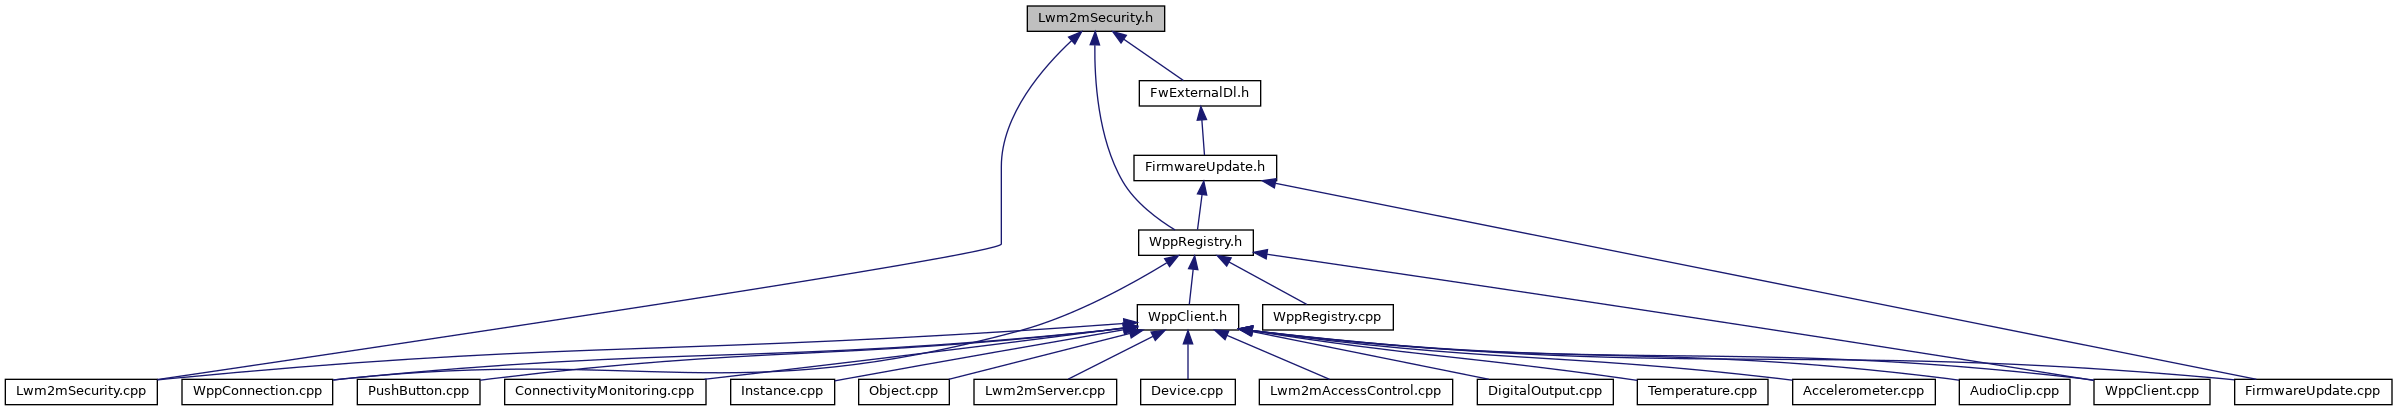 Lwm2mSecurity.h
FwExternalDl.h
FirmwareUpdate.h
WppRegistry.h
WppClient.h
WppRegistry.cpp
Lwm2mSecurity.cpp
WppConnection.cpp
PushButton.cpp
ConnectivityMonitoring.cpp
Instance.cpp
Object.cpp
Lwm2mServer.cpp
Device.cpp
Lwm2mAccessControl.cpp
DigitalOutput.cpp
Temperature.cpp
Accelerometer.cpp
AudioClip.cpp
WppClient.cpp
FirmwareUpdate.cpp